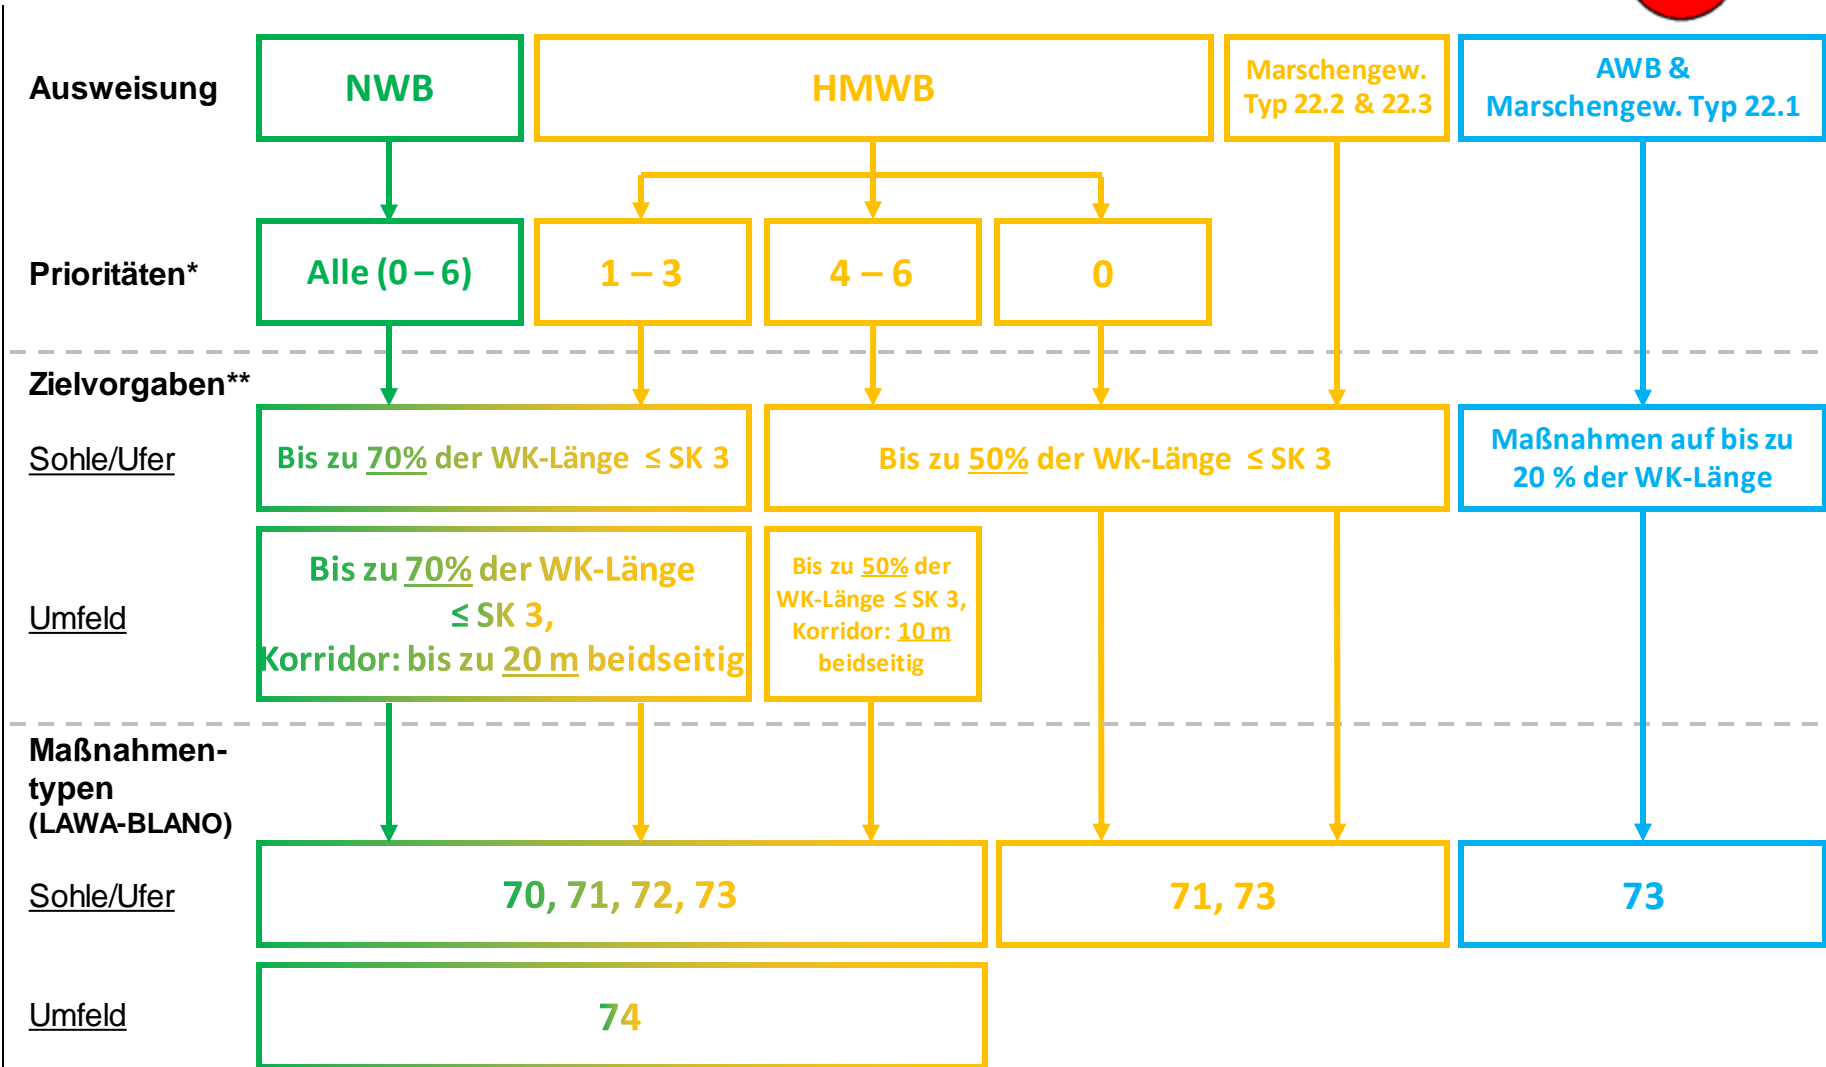 Ausweisung
NWB
HMWB
Marschengew.
Typ 22.2 & 22.3
AWB &
Marschengew. Typ 22.1
Prioritäten*
Alle (0 – 6)
1 – 3
4 – 6
0
Zielvorgaben**
Sohle/Ufer
Bis zu 70% der WK-Länge ≤ SK 3
Bis zu 50% der WK-Länge ≤ SK 3
Maßnahmen auf bis zu
20 % der WK-Länge
Umfeld
Bis zu 70% der WK-Länge
≤ SK 3,
Korridor: bis zu 20 m beidseitig
Bis zu 50% der
WK-Länge ≤ SK 3,
Korridor: 10 m
beidseitig
Maßnahmen-
typen
(LAWA-BLANO)
Sohle/Ufer
70, 71, 72, 73
71, 73
73
Umfeld
74